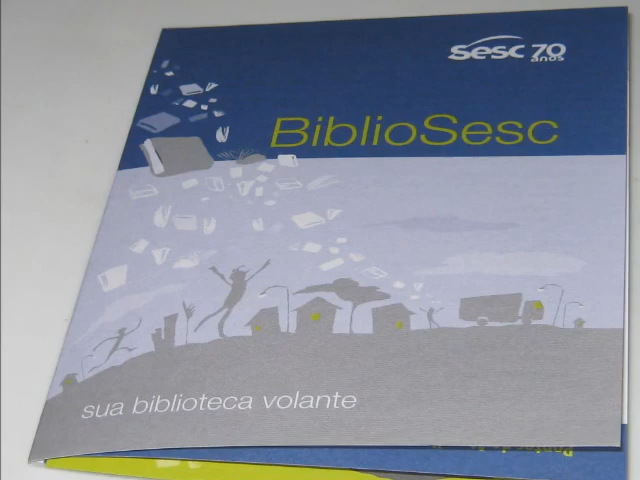 Sesc 70
anos
BiblioSesc
sua biblioteca volante